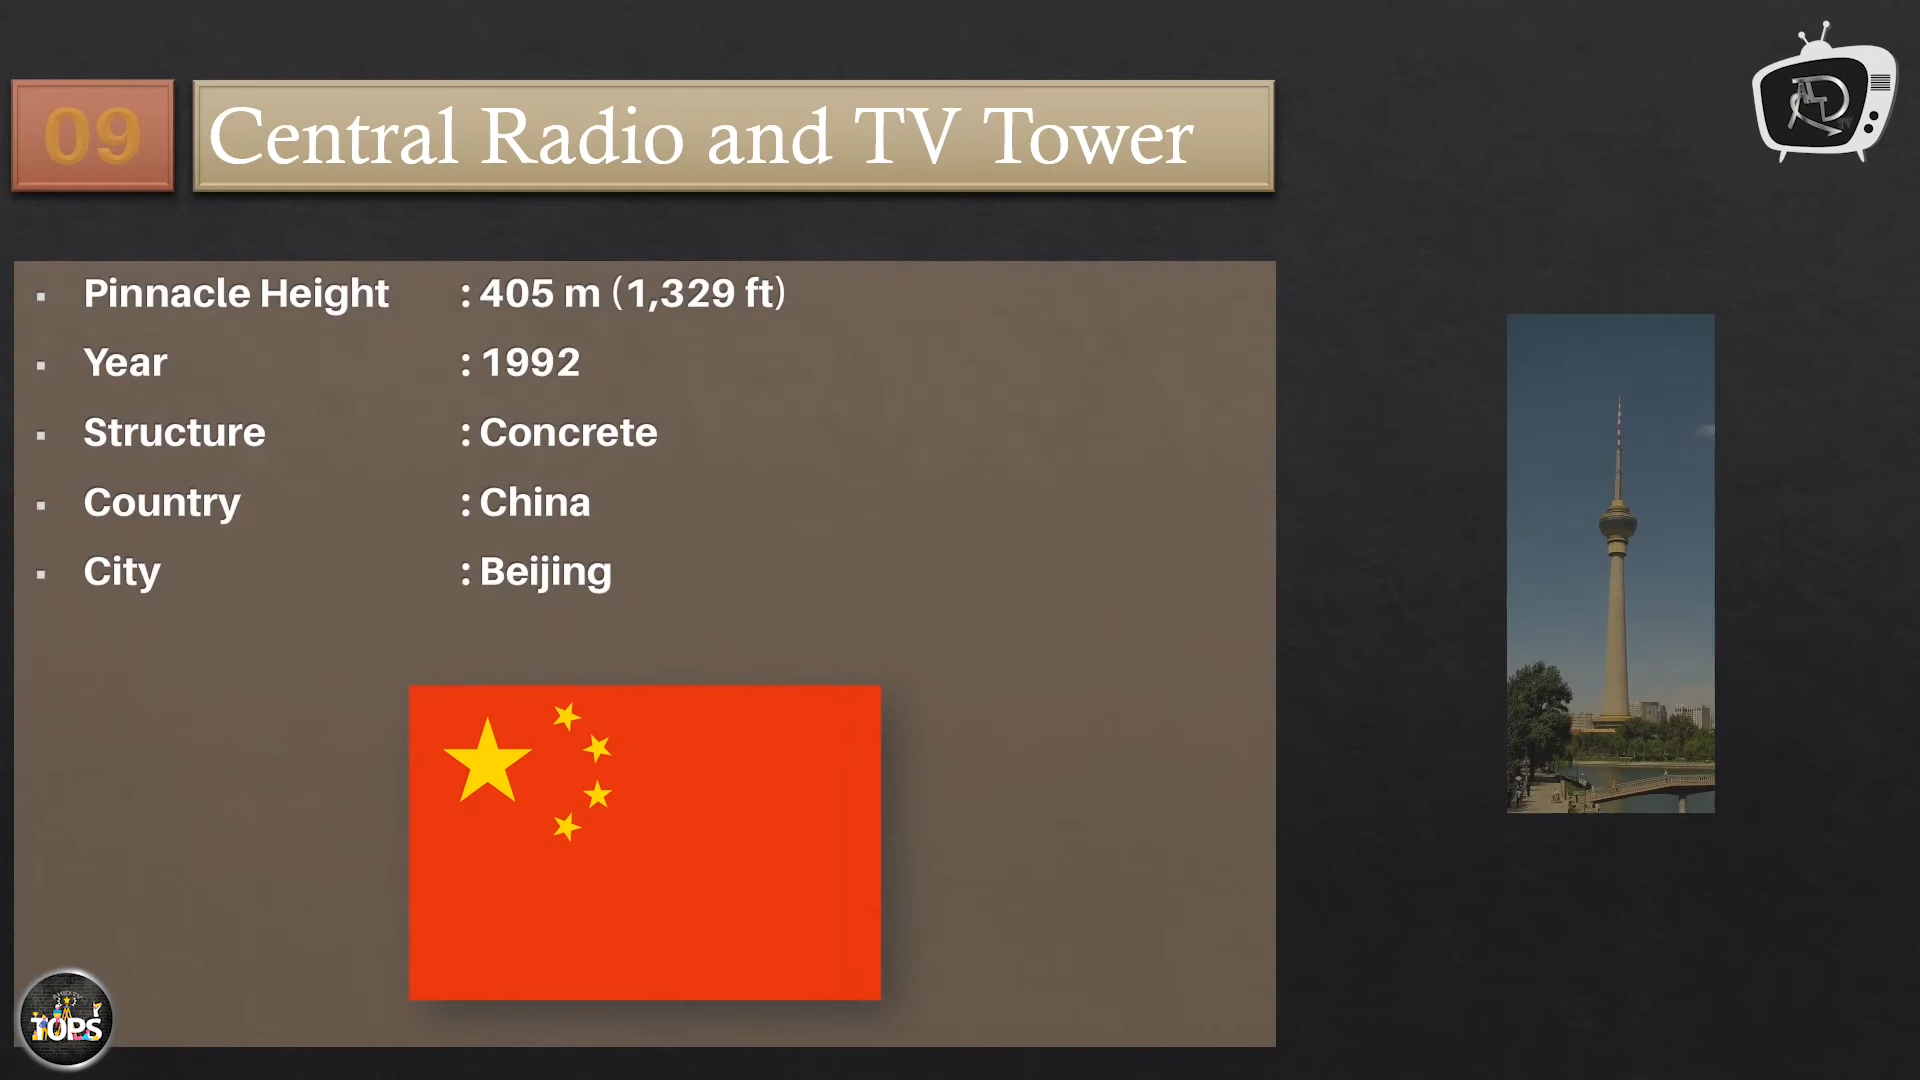 09
Central Radio and TV Tower
▪ Pinnacle Height : 405 m (1,329 ft)
▪ Year : 1992
▪ Structure : Concrete
▪ Country : China
▪ City : Beijing
TOPS